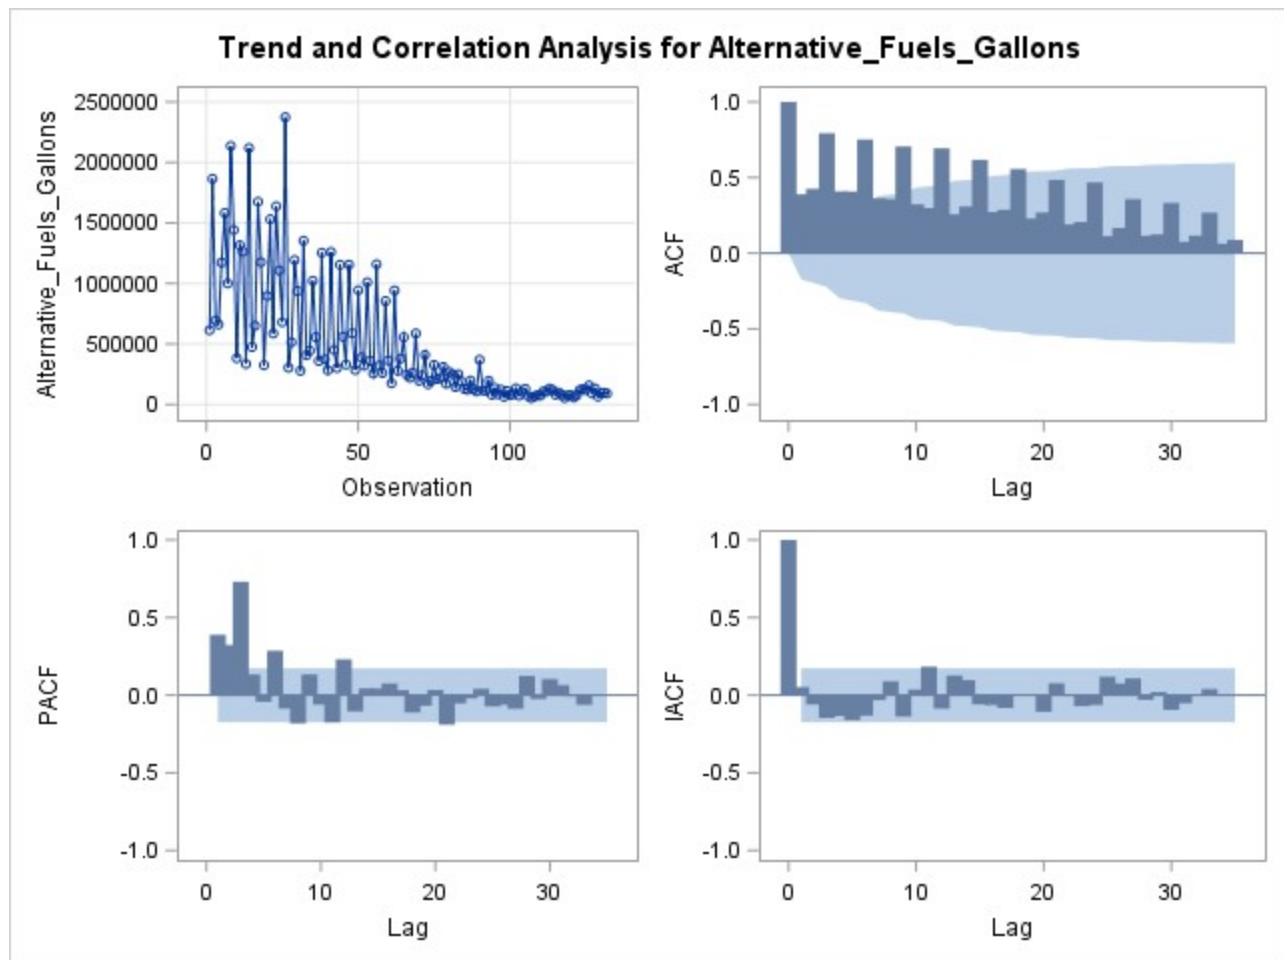 Trend and Correlation Analysis for Alternative_Fuels_Gallons
Alternative_Fuels_Gallons
2500000
2000000
1500000
1000000
500000
0
0 50 100
Observation
ACF
1.0
0.5
0.0
-0.5
-1.0
0 10 20 30
Lag
PACF
1.0
0.5
0.0
-0.5
-1.0
0 10 20 30
Lag
IACF
1.0
0.5
0.0
-0.5
-1.0
0 10 20 30
Lag